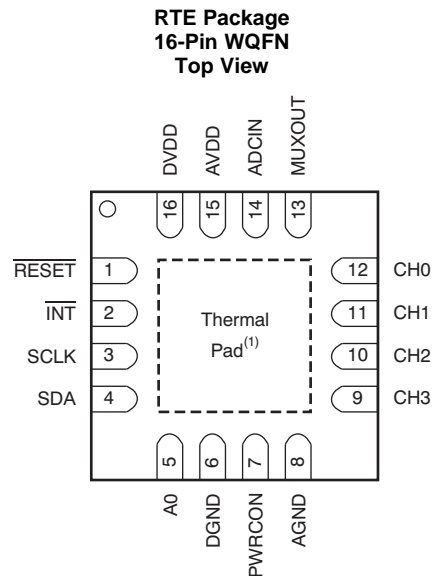 RTE Package
16-Pin WQFN
Top View
DVDD
AVDD
ADCIN
MUXOUT
16
15
14
13
RESET 1
12 CH0
INT 2
11 CH1
SCLK 3
10 CH2
SDA 4
9 CH3
Thermal
Pad(1)
5
6
7
8
A0
DGND
PWRCON
AGND